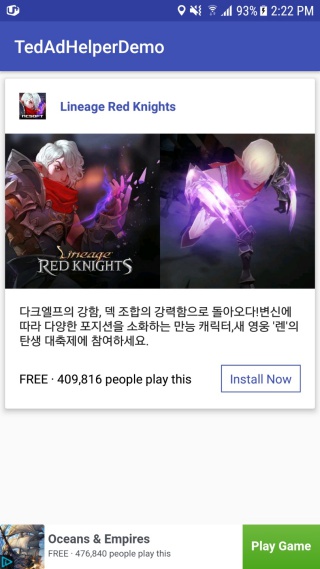 93% 2:22 PM
TedAdHelperDemo
NCSOFT
Lineage Red Knights
Lineage
RED KNIGHTS
다크엘프의 강함, 덱 조합의 강력함으로 돌아오다!변신에
따라 다양한 포지션을 소화하는 만능 캐릭터,새 영웅 '렌'의
탄생 대축제에 참여하세요.
FREE · 409,816 people play this
Install Now
Oceans & Empires
FREE · 476,840 people play this
Play Game